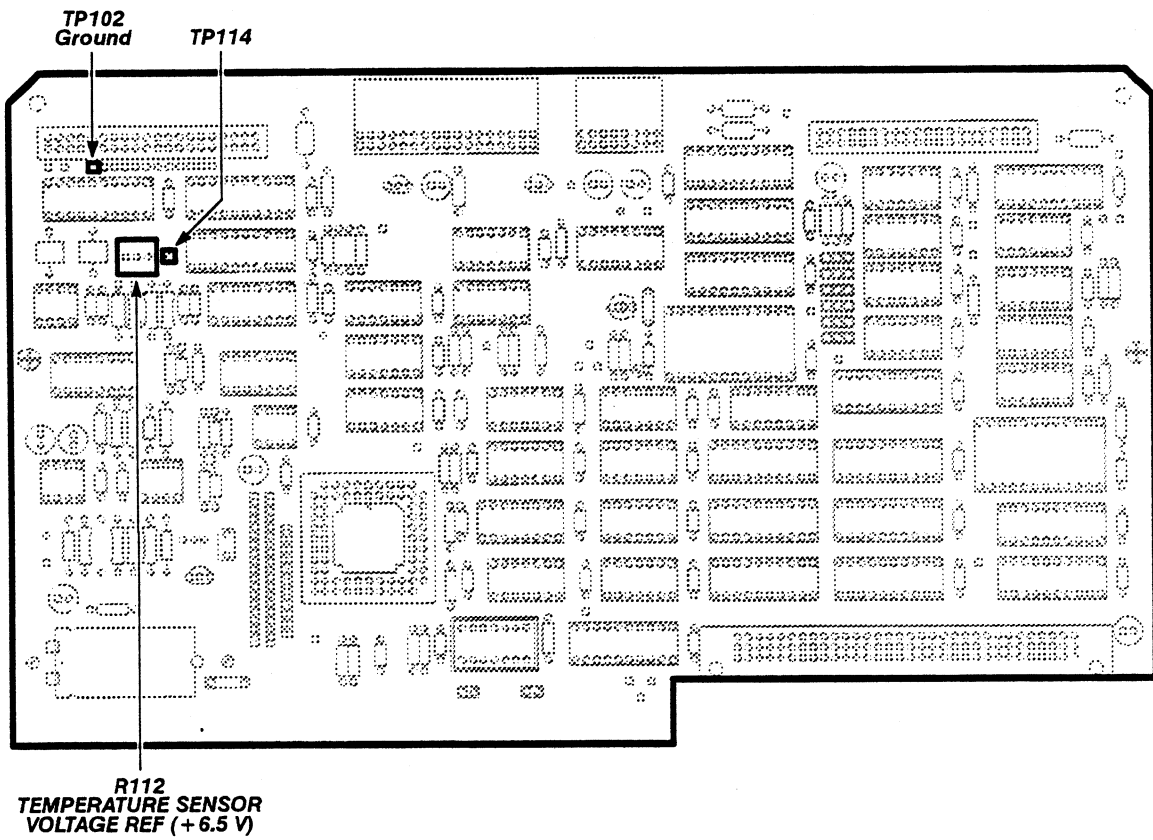 TP102
Ground
TP114
R112
TEMPERATURE SENSOR
VOLTAGE REF (+6.5 V)